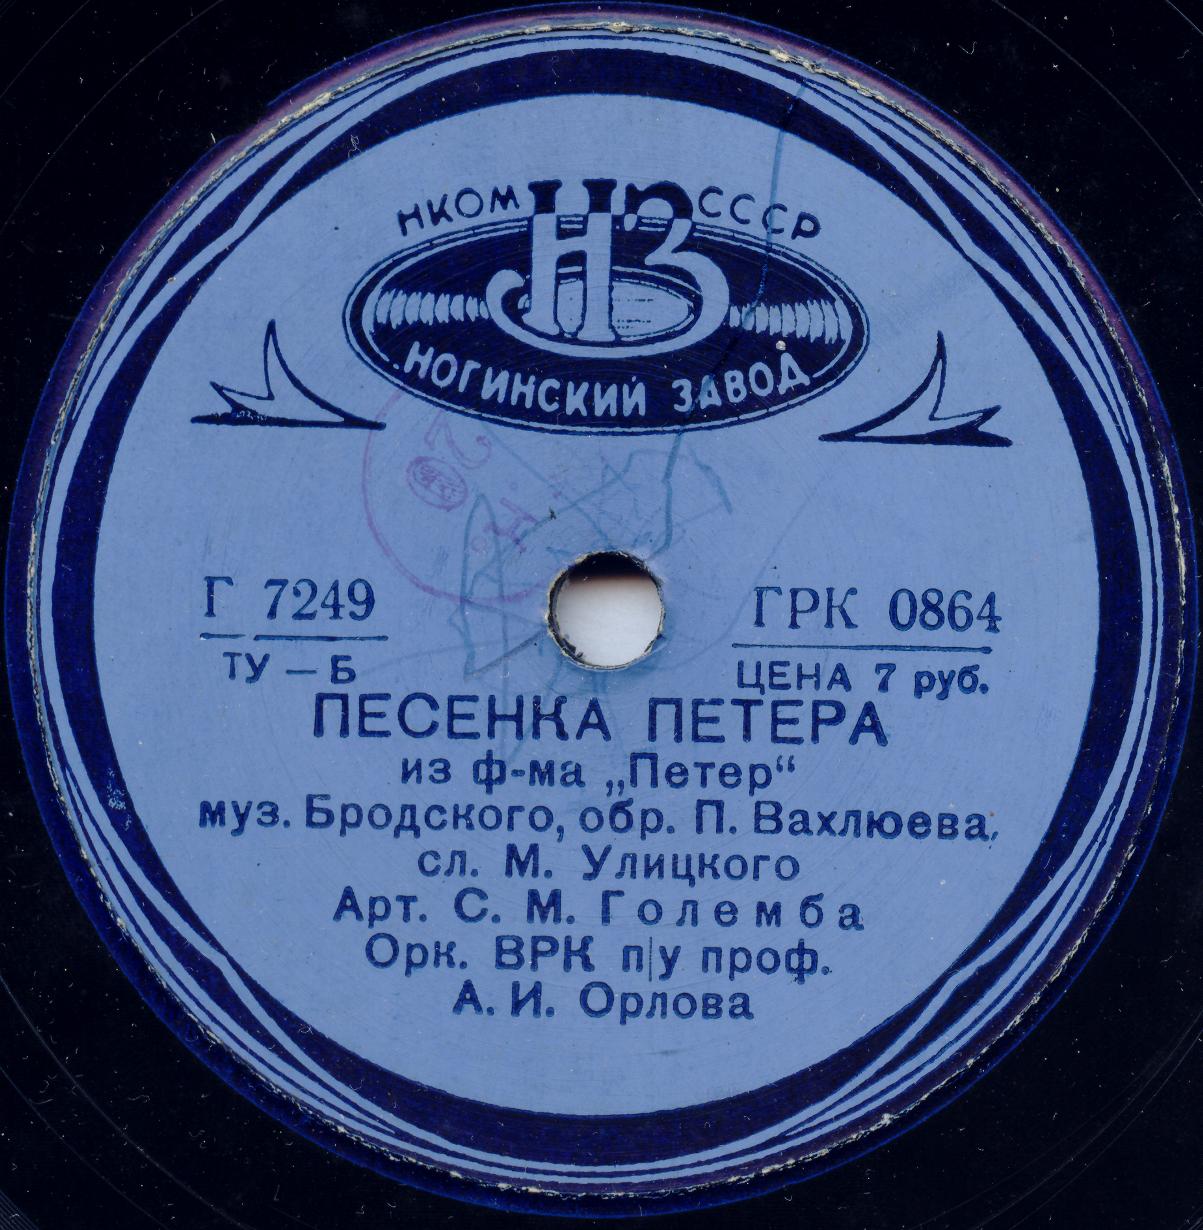 НКОМ НЗ СССР
НОГИНСКИЙ ЗАВОД
Г 7249
ГРК 0864
ТУ — Б
ЦЕНА 7 руб.
ПЕСЕНКА ПЕТЕРА
из ф-ма „Петер“
муз. Бродского, обр. П. Вахлюева,
сл. М. Улицкого
Арт. С. М. Големба
Орк. ВРК п/у проф.
А. И. Орлова